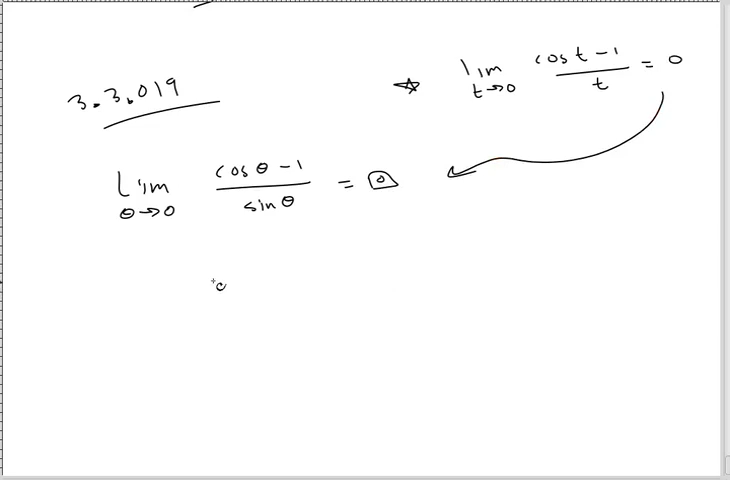 3.3.019
☆ lim t→0 (cos t − 1)/t = 0
Lim θ→0 (cos θ − 1)/(sin θ) = 0
c